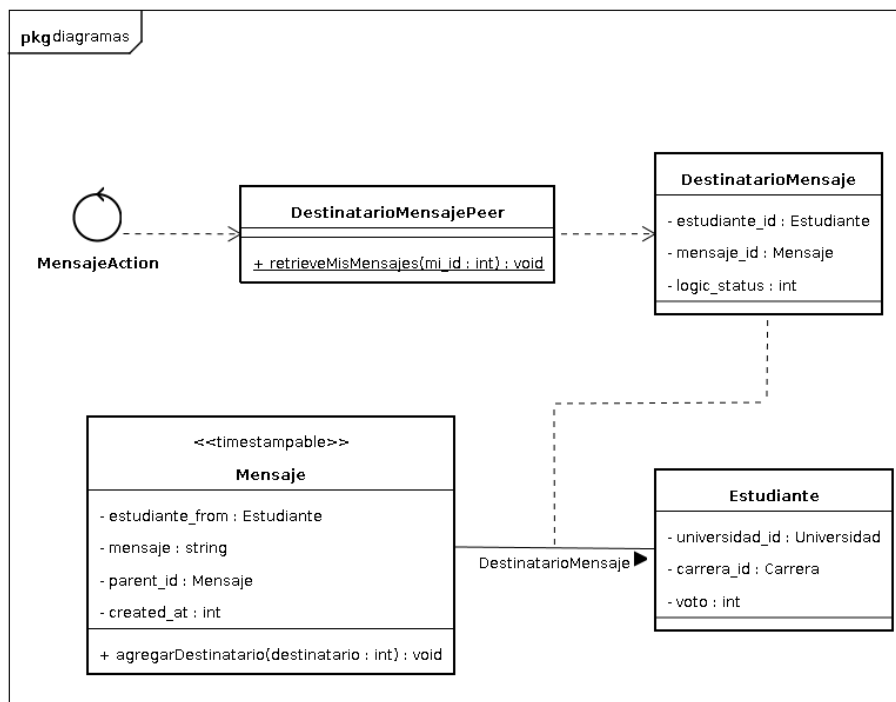 pkg diagramas
MensajeAction
DestinatarioMensajePeer
+ retrieveMisMensajes(mi_id : int) : void
DestinatarioMensaje
- estudiante_id : Estudiante
- mensaje_id : Mensaje
- logic_status : int
<<timestampable>>
Mensaje
- estudiante_from : Estudiante
- mensaje : string
- parent_id : Mensaje
- created_at : int
+ agregarDestinatario(destinatario : int) : void
DestinatarioMensaje
Estudiante
- universidad_id : Universidad
- carrera_id : Carrera
- voto : int